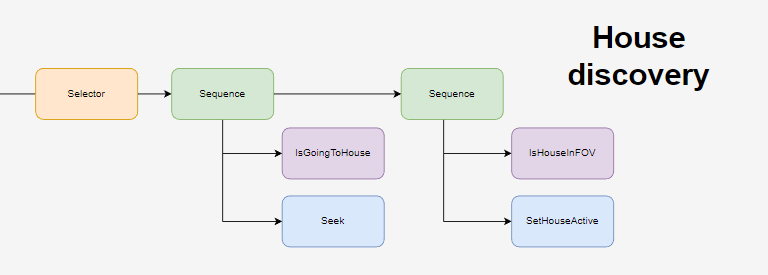 House
discovery
Selector
Sequence
Sequence
IsGoingToHouse
IsHouseInFOV
Seek
SetHouseActive